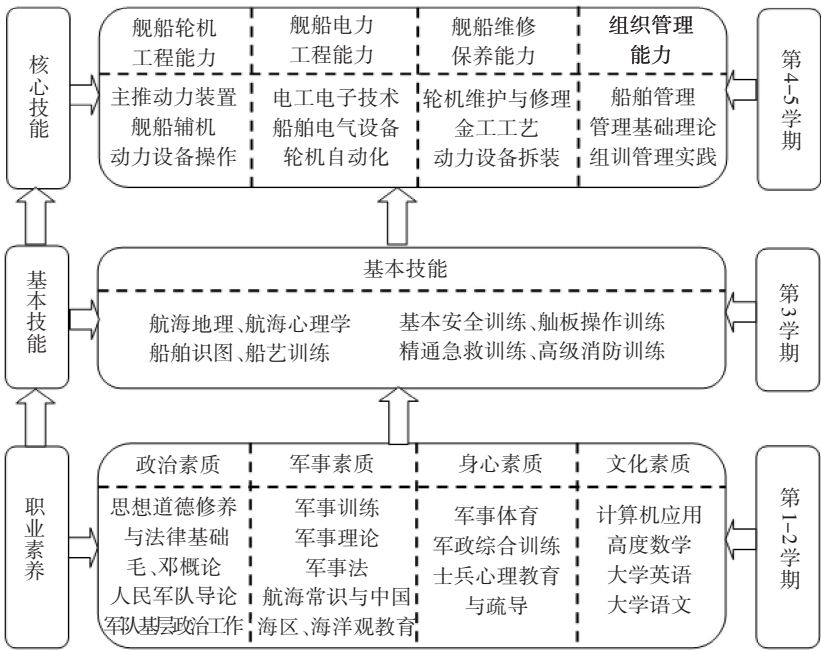 核心技能
舰船轮机
工程能力
舰船电力
工程能力
舰船维修
保养能力
组织管理
能力
主推动力装置
舰船辅机
动力设备操作
电工电子技术
船舶电气设备
轮机自动化
轮机维护与修理
金工工艺
动力设备拆装
船舶管理
管理基础理论
组训管理实践
第4–5学期
基本技能
基本技能
航海地理、航海心理学
船舶识图、船艺训练
基本安全训练、舢板操作训练
精通急救训练、高级消防训练
第3学期
职业素养
政治素质
军事素质
身心素质
文化素质
思想道德修养
与法律基础
毛、邓概论
人民军队导论
军队基层政治工作
军事训练
军事理论
军事法
航海常识与中国
海区、海洋观教育
军事体育
军政综合训练
士兵心理教育
与疏导
计算机应用
高度数学
大学英语
大学语文
第1–2学期